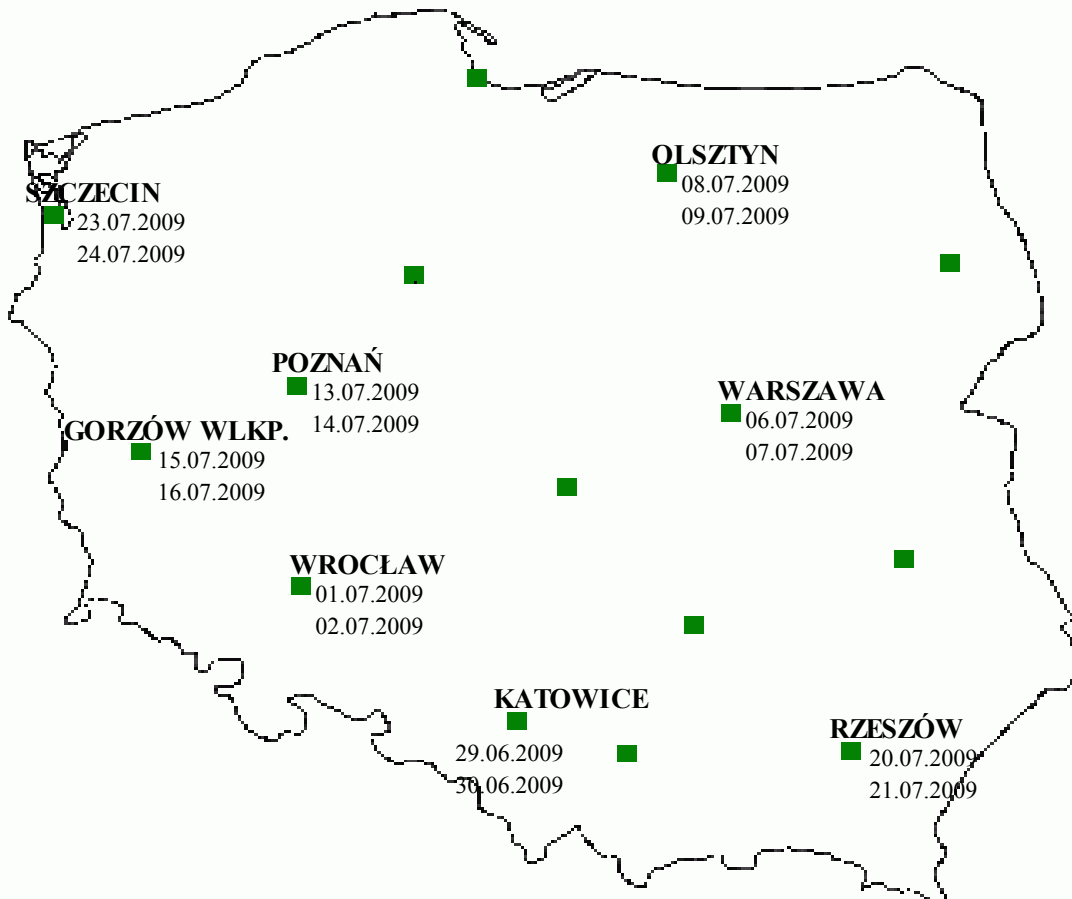 OLSZTYN
08.07.2009
09.07.2009
SZCZECIN
23.07.2009
24.07.2009
POZNAŃ
13.07.2009
14.07.2009
WARSZAWA
06.07.2009
07.07.2009
GORZÓW WLKP.
15.07.2009
16.07.2009
WROCŁAW
01.07.2009
02.07.2009
KATOWICE
29.06.2009
30.06.2009
RZESZÓW
20.07.2009
21.07.2009